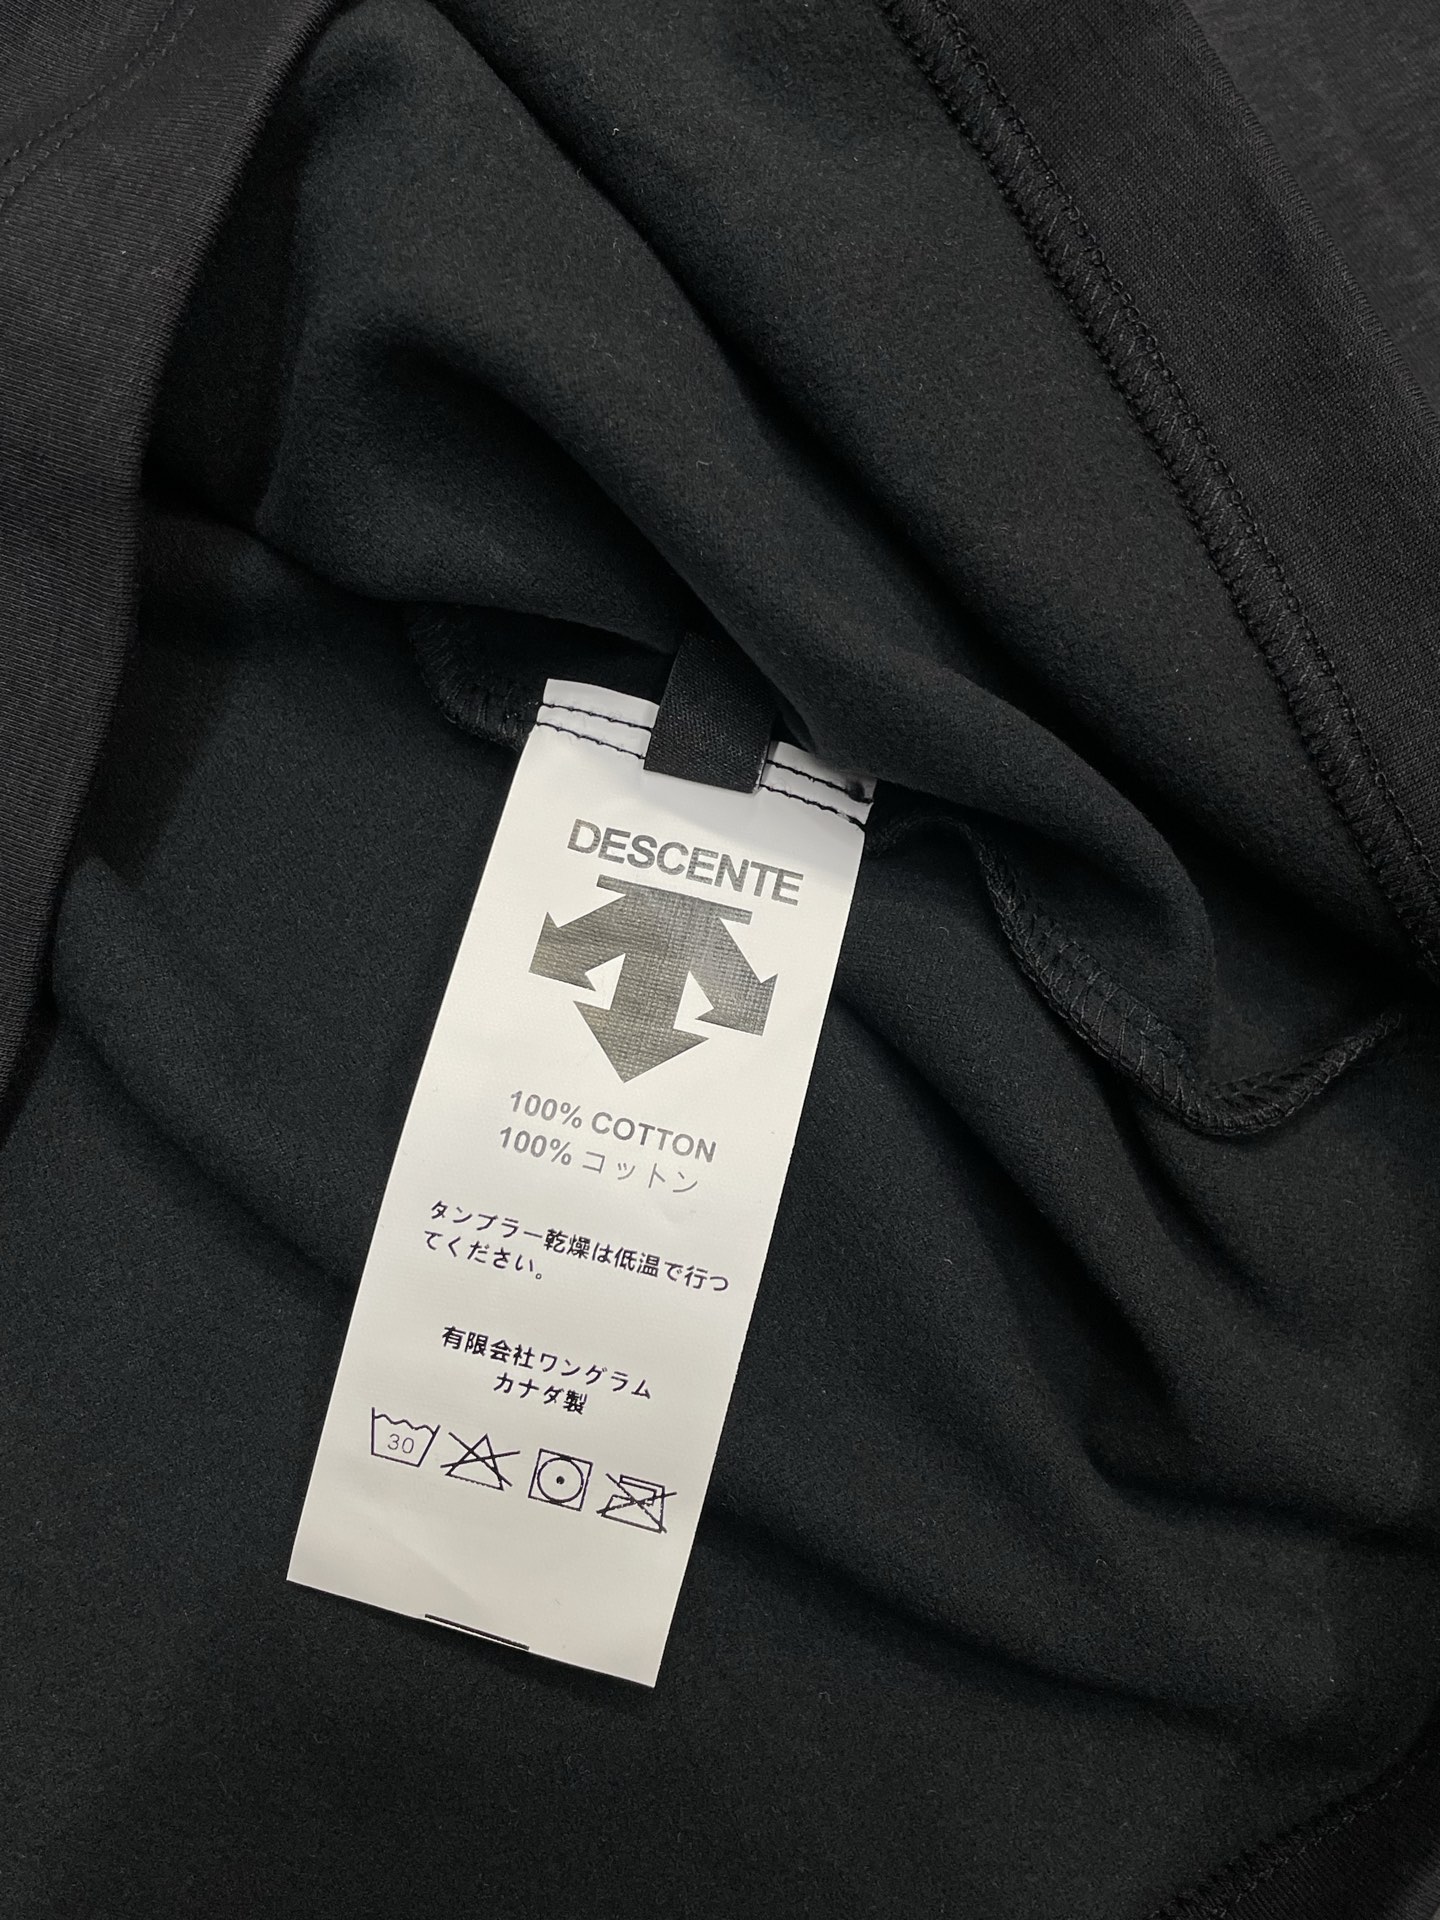 DESCENTE
100% COTTON
100% コットン
タンブラー乾燥は低温で行っ
てください。
有限会社ワングラム
カナダ製
30